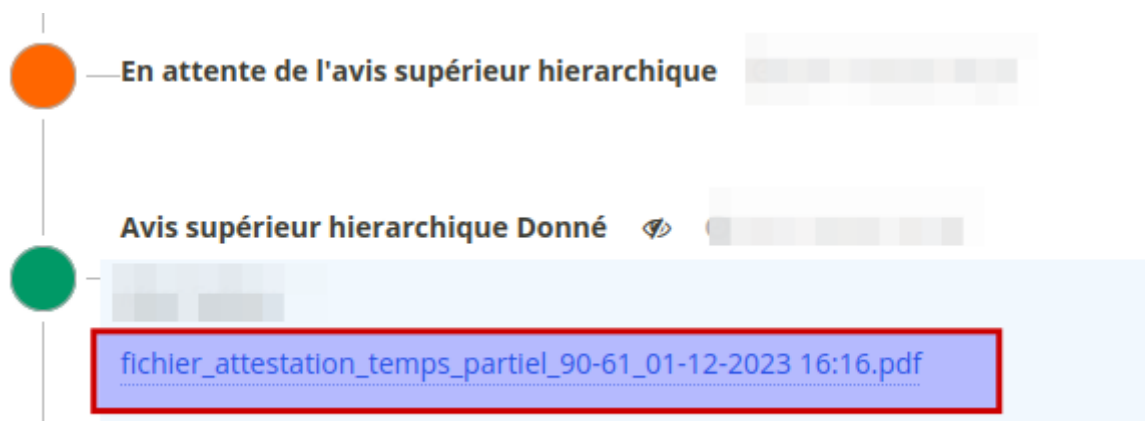 En attente de l'avis supérieur hierarchique
Avis supérieur hierarchique Donné
fichier_attestation_temps_partiel_90-61_01-12-2023 16:16.pdf